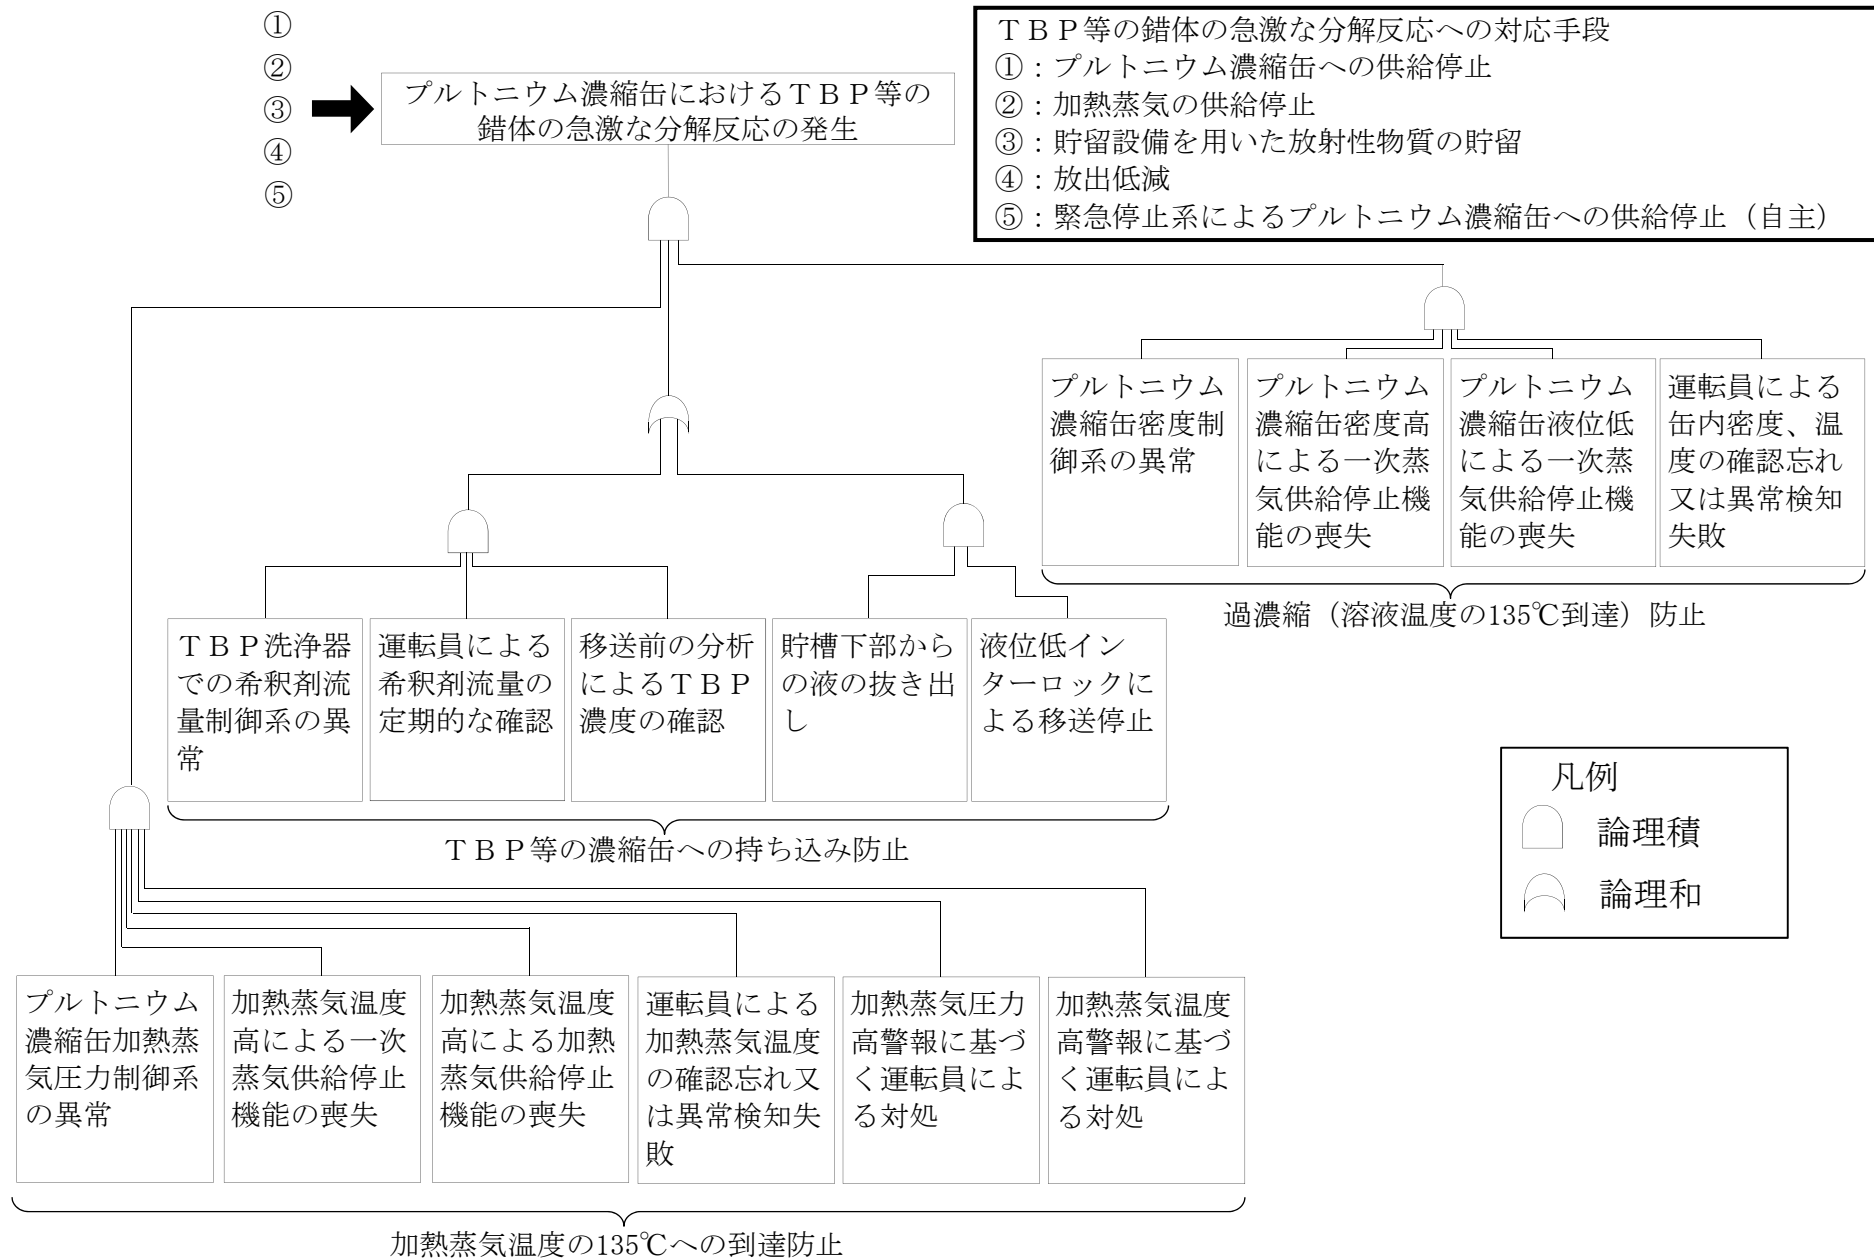 ①
②
③
④
⑤
プルトニウム濃縮缶におけるＴＢＰ等の
錯体の急激な分解反応の発生
ＴＢＰ等の錯体の急激な分解反応への対応手段
①：プルトニウム濃縮缶への供給停止
②：加熱蒸気の供給停止
③：貯留設備を用いた放射性物質の貯留
④：放出低減
⑤：緊急停止系によるプルトニウム濃縮缶への供給停止（自主）
プルトニウム
濃縮缶密度制
御系の異常
プルトニウム
濃縮缶密度高
による一次蒸
気供給停止機
能の喪失
プルトニウム
濃縮缶液位低
による一次蒸
気供給停止機
能の喪失
運転員による
缶内密度、温
度の確認忘れ
又は異常検知
失敗
過濃縮（溶液温度の135℃到達）防止
ＴＢＰ洗浄器
での希釈剤流
量制御系の異
常
運転員による
希釈剤流量の
定期的な確認
移送前の分析
によるＴＢＰ
濃度の確認
貯槽下部から
の液の抜き出
し
液位低イン
ターロックに
よる移送停止
ＴＢＰ等の濃縮缶への持ち込み防止
凡例
論理積
論理和
プルトニウム
濃縮缶加熱蒸
気圧力制御系
の異常
加熱蒸気温度
高による一次
蒸気供給停止
機能の喪失
加熱蒸気温度
高による加熱
蒸気供給停止
機能の喪失
運転員による
加熱蒸気温度
の確認忘れ又
は異常検知失
敗
加熱蒸気圧力
高警報に基づ
く運転員によ
る対処
加熱蒸気温度
高警報に基づ
く運転員によ
る対処
加熱蒸気温度の135℃への到達防止